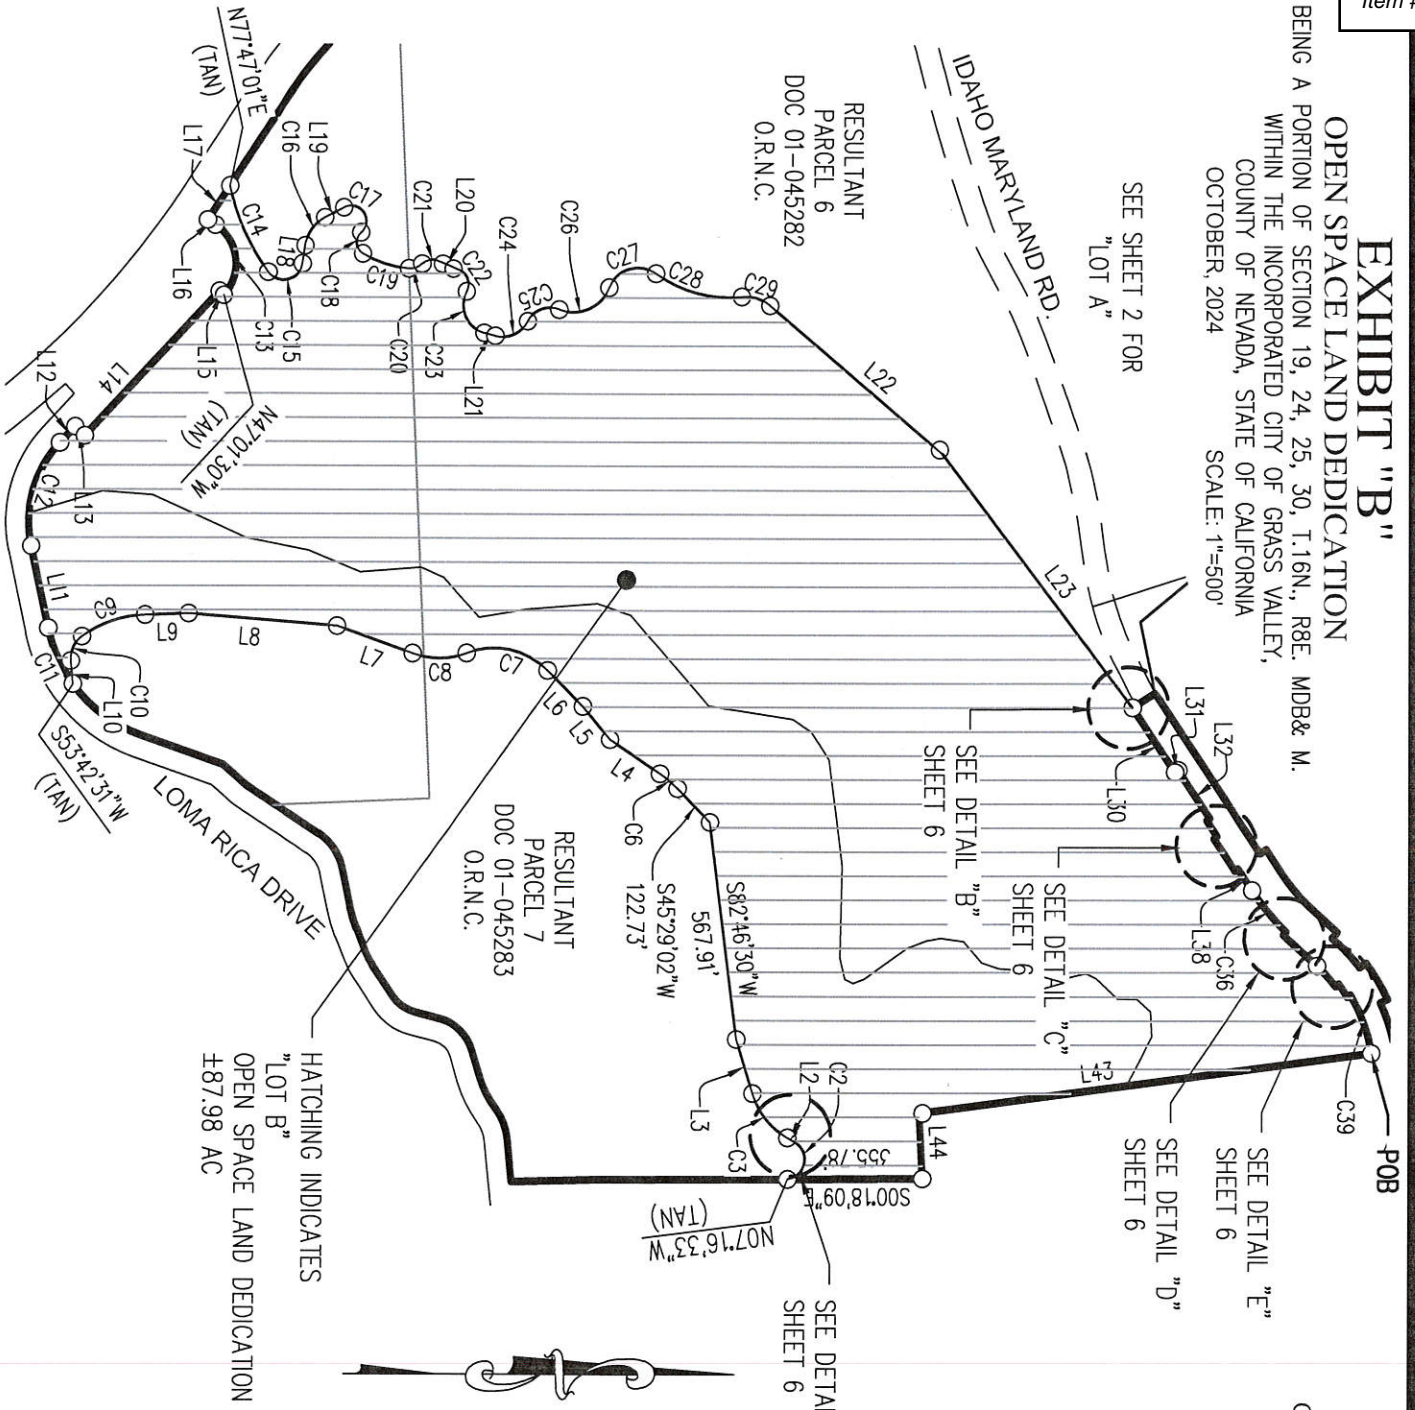 Item #
EXHIBIT "B"
OPEN SPACE LAND DEDICATION
BEING A PORTION OF SECTION 19, 24, 25, 30, T.16N., R8E. MDB& M.
WITHIN THE INCORPORATED CITY OF GRASS VALLEY,
COUNTY OF NEVADA, STATE OF CALIFORNIA
OCTOBER, 2024
SCALE: 1"=500'
SEE SHEET 2 FOR
"LOT A"
IDAHO MARYLAND RD.
RESULTANT
PARCEL 6
DOC 01-045282
O.R.N.C.
N77°47'01"E
(TAN)
L17
L16
C14
C16
L19
C17
L18
C18
C15
C13
L15
C19
C20
C21
L20
C22
C23
L21
C24
C25
C26
C27
C28
C29
L22
L23
L14
N47°01'30"W
(TAN)
L12
L13
C12
L11
C11
C10
L10
C9
L9
L8
L7
C8
C7
L6
L5
L4
C6
S45°29'02"W
122.73'
S82°46'30"W
567.91'
L3
C3
L2
C2
355.78'
S00°18'09"E
L44
L43
N07°16'33"W
(TAN)
S53°42'31"W
(TAN)
LOMA RICA DRIVE
RESULTANT
PARCEL 7
DOC 01-045283
O.R.N.C.
L30
L31
L32
L38
C36
C39
POB
SEE DETAIL "B"
SHEET 6
SEE DETAIL "C"
SHEET 6
SEE DETAIL "D"
SHEET 6
SEE DETAIL "E"
SHEET 6
SEE DETAI
SHEET 6
HATCHING INDICATES
"LOT B"
OPEN SPACE LAND DEDICATION
±87.98 AC